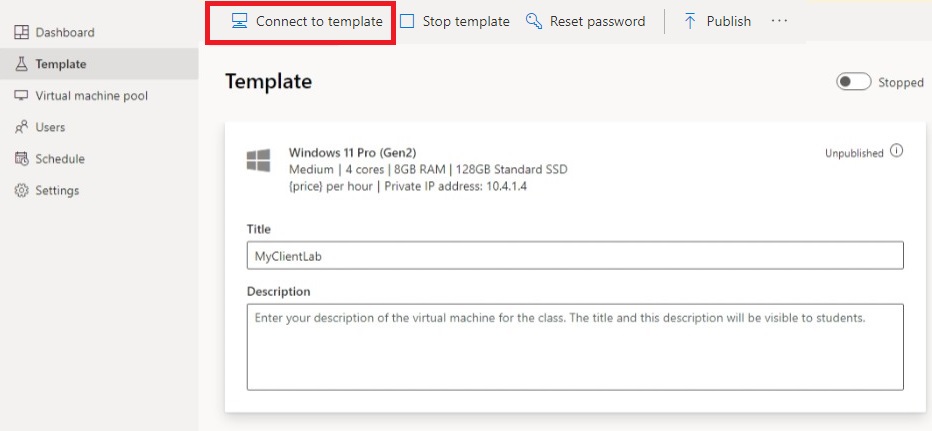 Connect to template Stop template Reset password Publish ...
Dashboard
Template
Virtual machine pool
Users
Schedule
Settings
Template
Stopped
Windows 11 Pro (Gen2)
Medium | 4 cores | 8GB RAM | 128GB Standard SSD
{price} per hour | Private IP address: 10.4.1.4
Unpublished
Title
MyClientLab
Description
Enter your description of the virtual machine for the class. The title and this description will be visible to students.